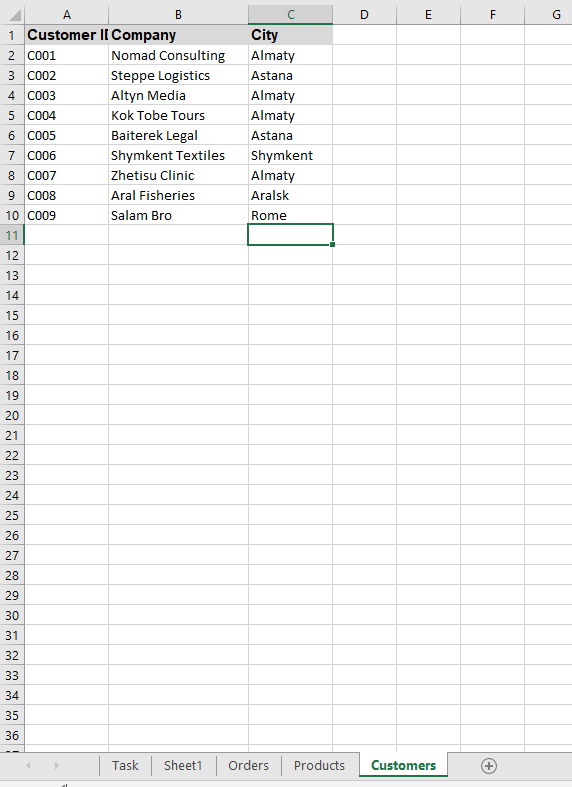 A B C D E F G
1 Customer II Company City
2 C001 Nomad Consulting Almaty
3 C002 Steppe Logistics Astana
4 C003 Altyn Media Almaty
5 C004 Kok Tobe Tours Almaty
6 C005 Baiterek Legal Astana
7 C006 Shymkent Textiles Shymkent
8 C007 Zhetisu Clinic Almaty
9 C008 Aral Fisheries Aralsk
10 C009 Salam Bro Rome
11
12
13
14
15
16
17
18
19
20
21
22
23
24
25
26
27
28
29
30
31
32
33
34
35
36
Task Sheet1 Orders Products Customers